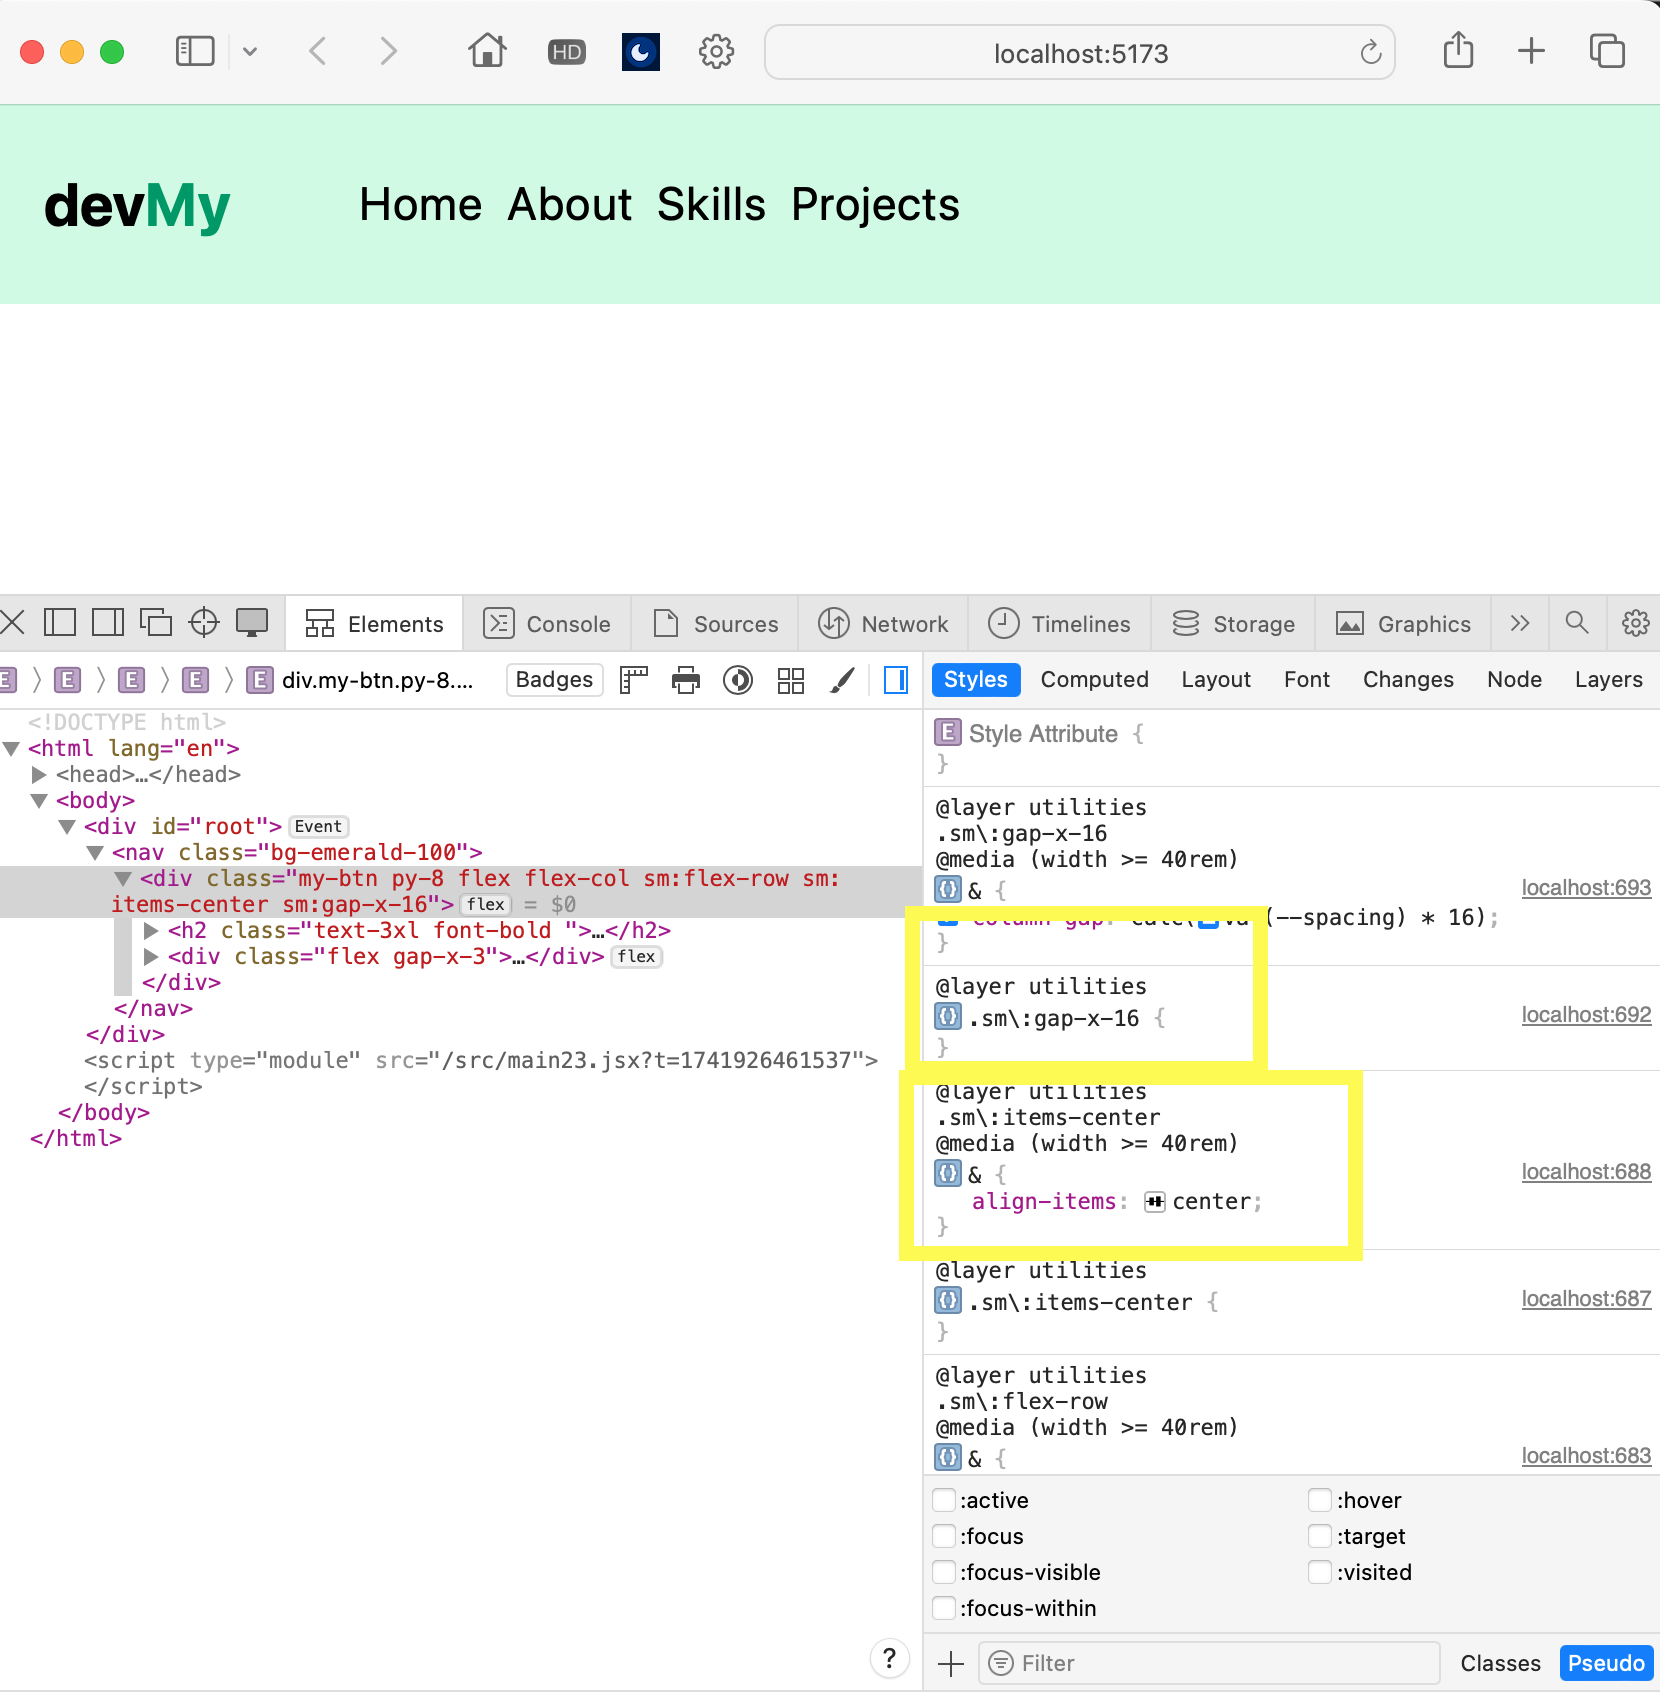 HD
localhost:5173
devMy
Home About Skills Projects
Elements
Console
Sources
Network
Timelines
Storage
Graphics
E E E E E div.my-btn.py-8....
Badges
Styles Computed Layout Font Changes Node Layers
<!DOCTYPE html>
<html lang="en">
<head>…</head>
<body>
<div id="root"> Event
<nav class="bg-emerald-100">
<div class="my-btn py-8 flex flex-col sm:flex-row sm:
items-center sm:gap-x-16"> flex = $0
<h2 class="text-3xl font-bold ">…</h2>
<div class="flex gap-x-3">…</div> flex
</div>
</nav>
</div>
<script type="module" src="/src/main23.jsx?t=1741926461537">
</script>
</body>
</html>
?
E Style Attribute {
}
@layer utilities
.sm\:gap-x-16
@media (width >= 40rem)
& {
localhost:693
column-gap: calc( va (--spacing) * 16);
}
@layer utilities
.sm\:gap-x-16 {
localhost:692
}
@layer utilities
.sm\:items-center
@media (width >= 40rem)
& {
localhost:688
align-items: center;
}
@layer utilities
.sm\:items-center {
localhost:687
}
@layer utilities
.sm\:flex-row
@media (width >= 40rem)
& {
localhost:683
:active :hover
:focus :target
:focus-visible :visited
:focus-within
Filter
Classes Pseudo